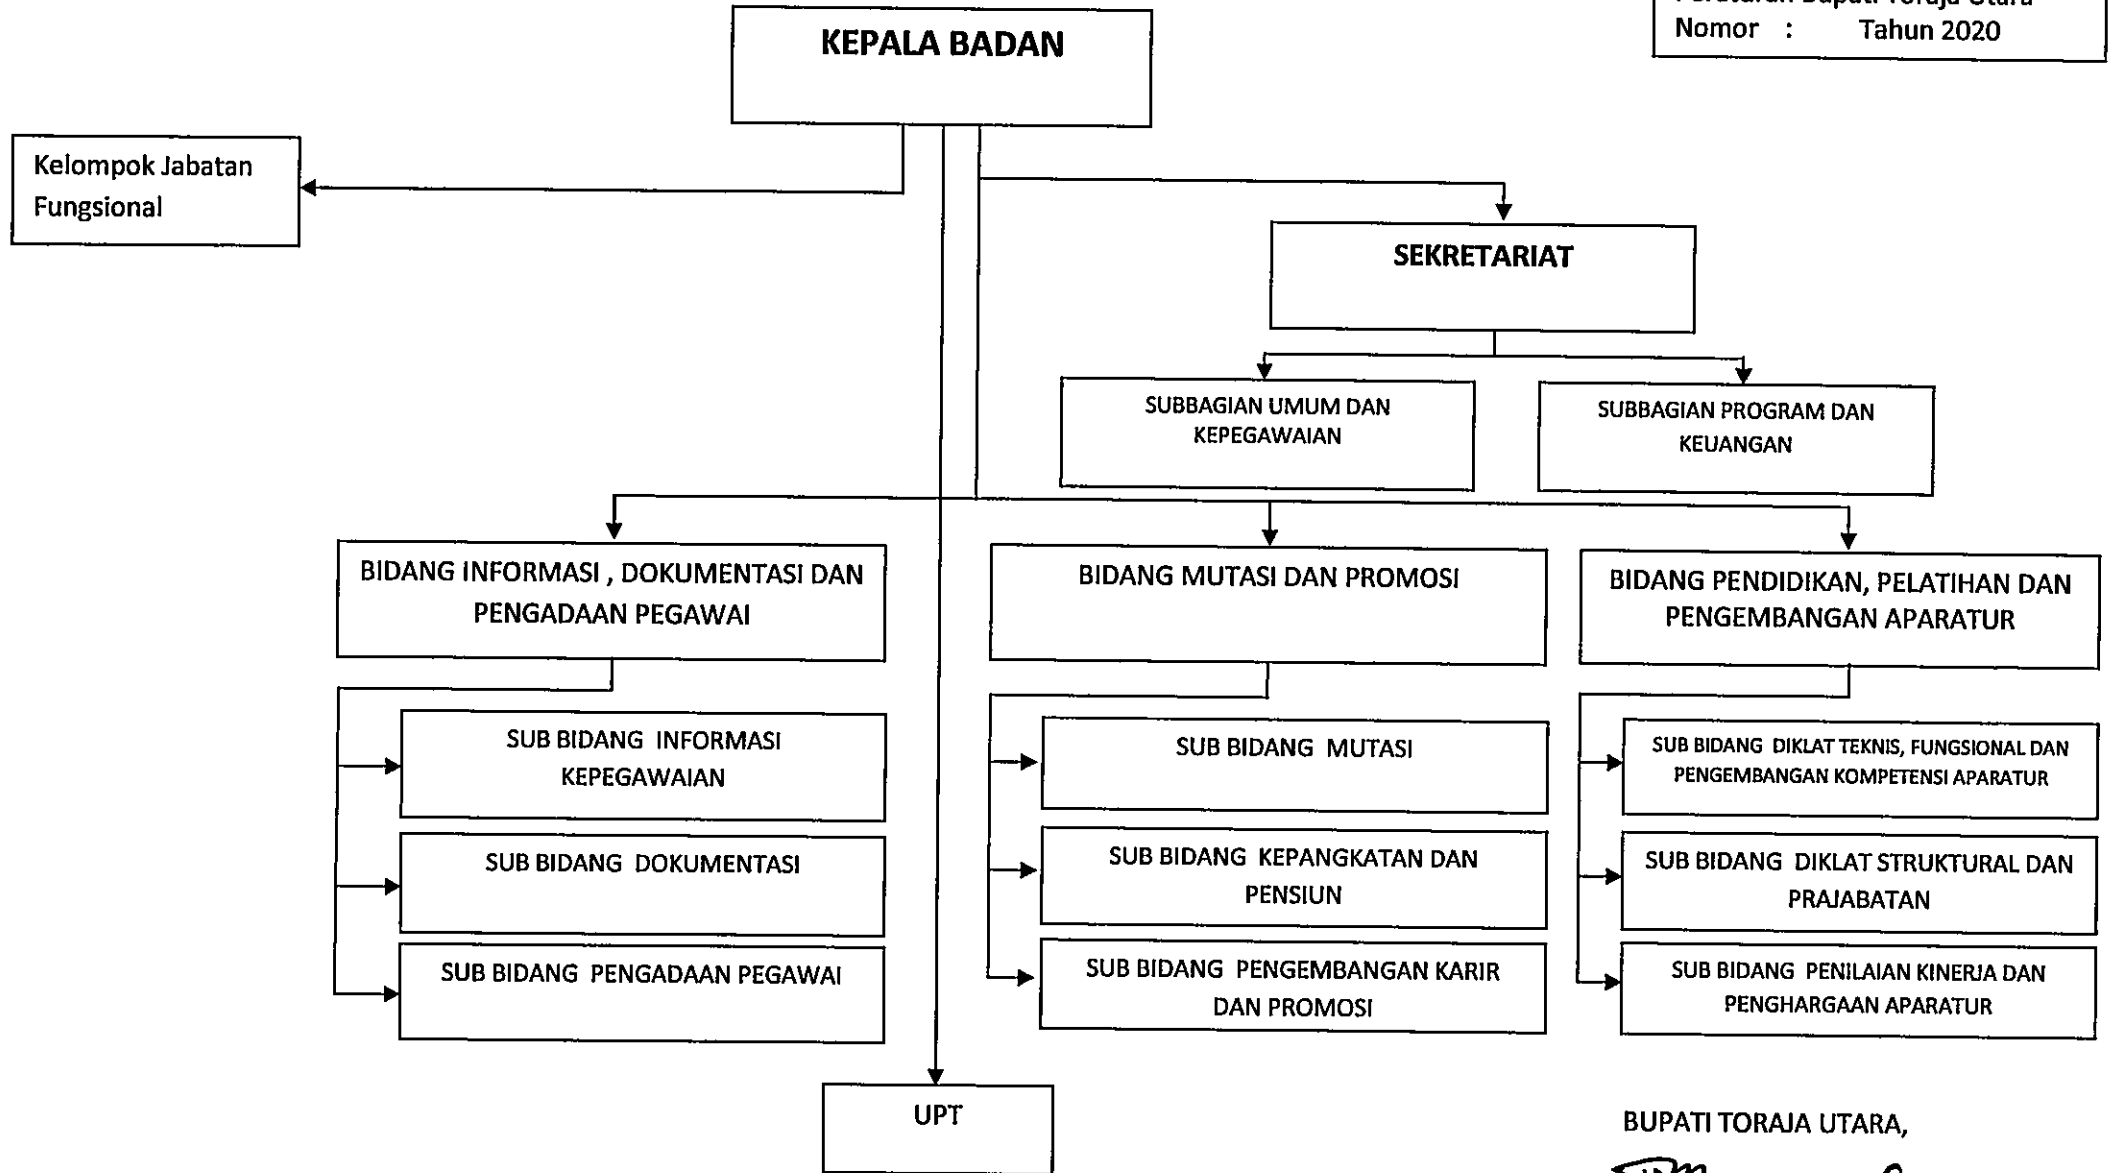 Peraturan Bupati Toraja Utara
Nomor : Tahun 2020
KEPALA BADAN
Kelompok Jabatan
Fungsional
SEKRETARIAT
SUBBAGIAN UMUM DAN
KEPEGAWAIAN
SUBBAGIAN PROGRAM DAN
KEUANGAN
BIDANG INFORMASI , DOKUMENTASI DAN
PENGADAAN PEGAWAI
BIDANG MUTASI DAN PROMOSI
BIDANG PENDIDIKAN, PELATIHAN DAN
PENGEMBANGAN APARATUR
SUB BIDANG INFORMASI
KEPEGAWAIAN
SUB BIDANG DOKUMENTASI
SUB BIDANG PENGADAAN PEGAWAI
SUB BIDANG MUTASI
SUB BIDANG KEPANGKATAN DAN
PENSIUN
SUB BIDANG PENGEMBANGAN KARIR
DAN PROMOSI
SUB BIDANG DIKLAT TEKNIS, FUNGSIONAL DAN
PENGEMBANGAN KOMPETENSI APARATUR
SUB BIDANG DIKLAT STRUKTURAL DAN
PRAJABATAN
SUB BIDANG PENILAIAN KINERJA DAN
PENGHARGAAN APARATUR
UPT
BUPATI TORAJA UTARA,